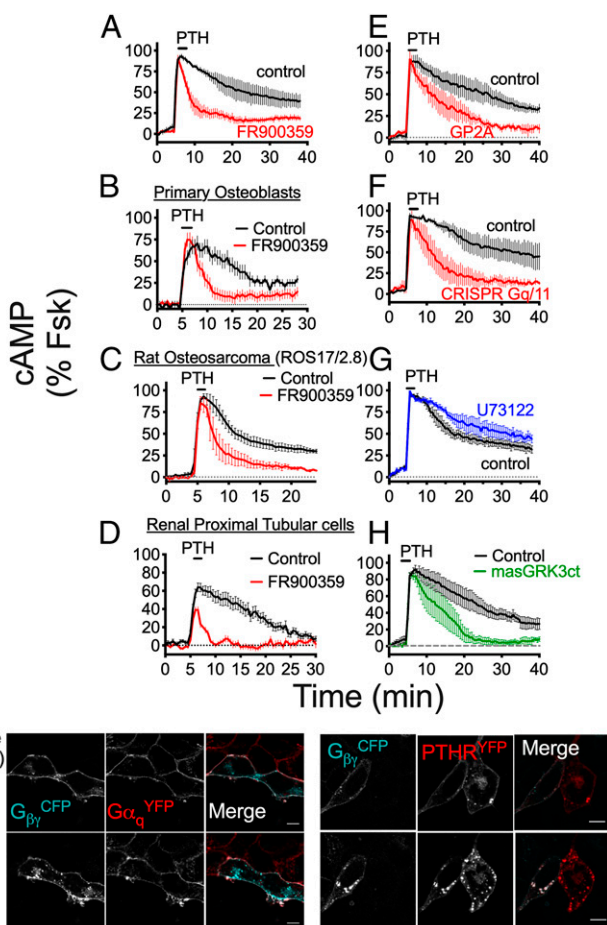 A
PTH
100
75
50
25
0
control
FR900359
0 10 20 30 40
B
Primary Osteoblasts
PTH
100
75
50
25
0
Control
FR900359
0 5 10 15 20 25 30
C
Rat Osteosarcoma (ROS17/2.8)
PTH
100
75
50
25
0
Control
FR900359
0 5 10 15 20
D
Renal Proximal Tubular cells
PTH
100
80
60
40
20
0
Control
FR900359
0 5 10 15 20 25 30
E
PTH
100
75
50
25
0
control
GP2A
0 10 20 30 40
F
PTH
100
75
50
25
0
control
CRISPR Gq/11
0 10 20 30 40
G
PTH
100
75
50
25
0
U73122
control
0 10 20 30 40
H
PTH
100
80
60
40
20
0
Control
masGRK3ct
0 10 20 30 40
cAMP
(% Fsk)
Time (min)
Gβγ^CFP
Gαq^YFP
Merge
Gβγ^CFP
PTHR^YFP
Merge